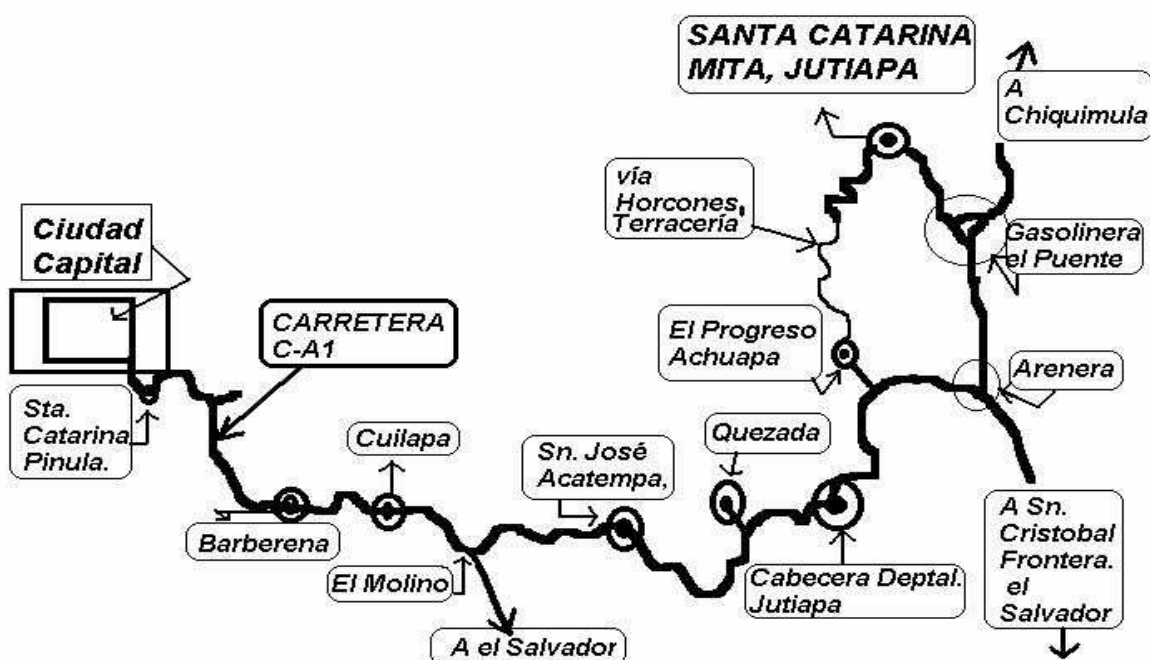 SANTA CATARINA
MITA, JUTIAPA
A
Chiquimula
vía
Horcones,
Terracería,
Ciudad
Capital
Gasolinera
el Puente
CARRETERA
C-A1
El Progreso
Achuapa
Arenera
Sta.
Catarina
Pinula.
Cuilapa
Sn. José
Acatempa,
Quezada
Barberena
El Molino
Cabecera Deptal.
Jutiapa
A Sn.
Cristobal
Frontera.
el
Salvador
A el Salvador